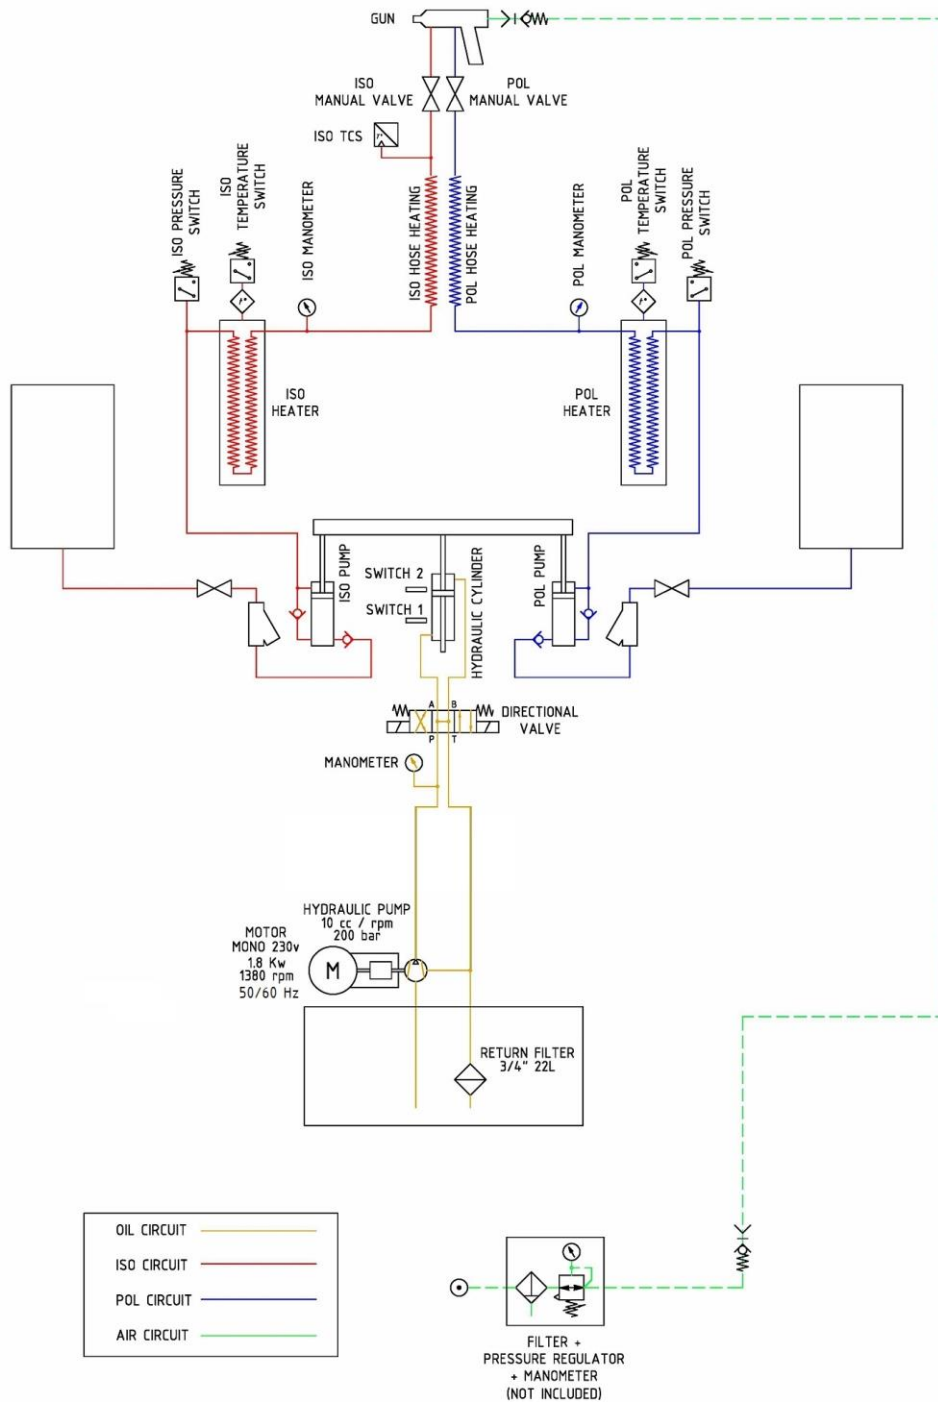 GUN
ISO
MANUAL VALVE
POL
MANUAL VALVE
ISO TCS
ISO PRESSURE
SWITCH
ISO
TEMPERATURE
SWITCH
ISO MANOMETER
ISO HOSE HEATING
POL HOSE HEATING
POL MANOMETER
POL
TEMPERATURE
SWITCH
POL PRESSURE
SWITCH
ISO
HEATER
POL
HEATER
ISO PUMP
SWITCH 2
SWITCH 1
HYDRAULIC CYLINDER
POL PUMP
A B
P T
DIRECTIONAL
VALVE
MANOMETER
HYDRAULIC PUMP
10 cc / rpm
200 bar
MOTOR
MONO 230v
1.8 Kw
1380 rpm
50/60 Hz
M
RETURN FILTER
3/4" 22L
OIL CIRCUIT
ISO CIRCUIT
POL CIRCUIT
AIR CIRCUIT
FILTER +
PRESSURE REGULATOR
+ MANOMETER
(NOT INCLUDED)